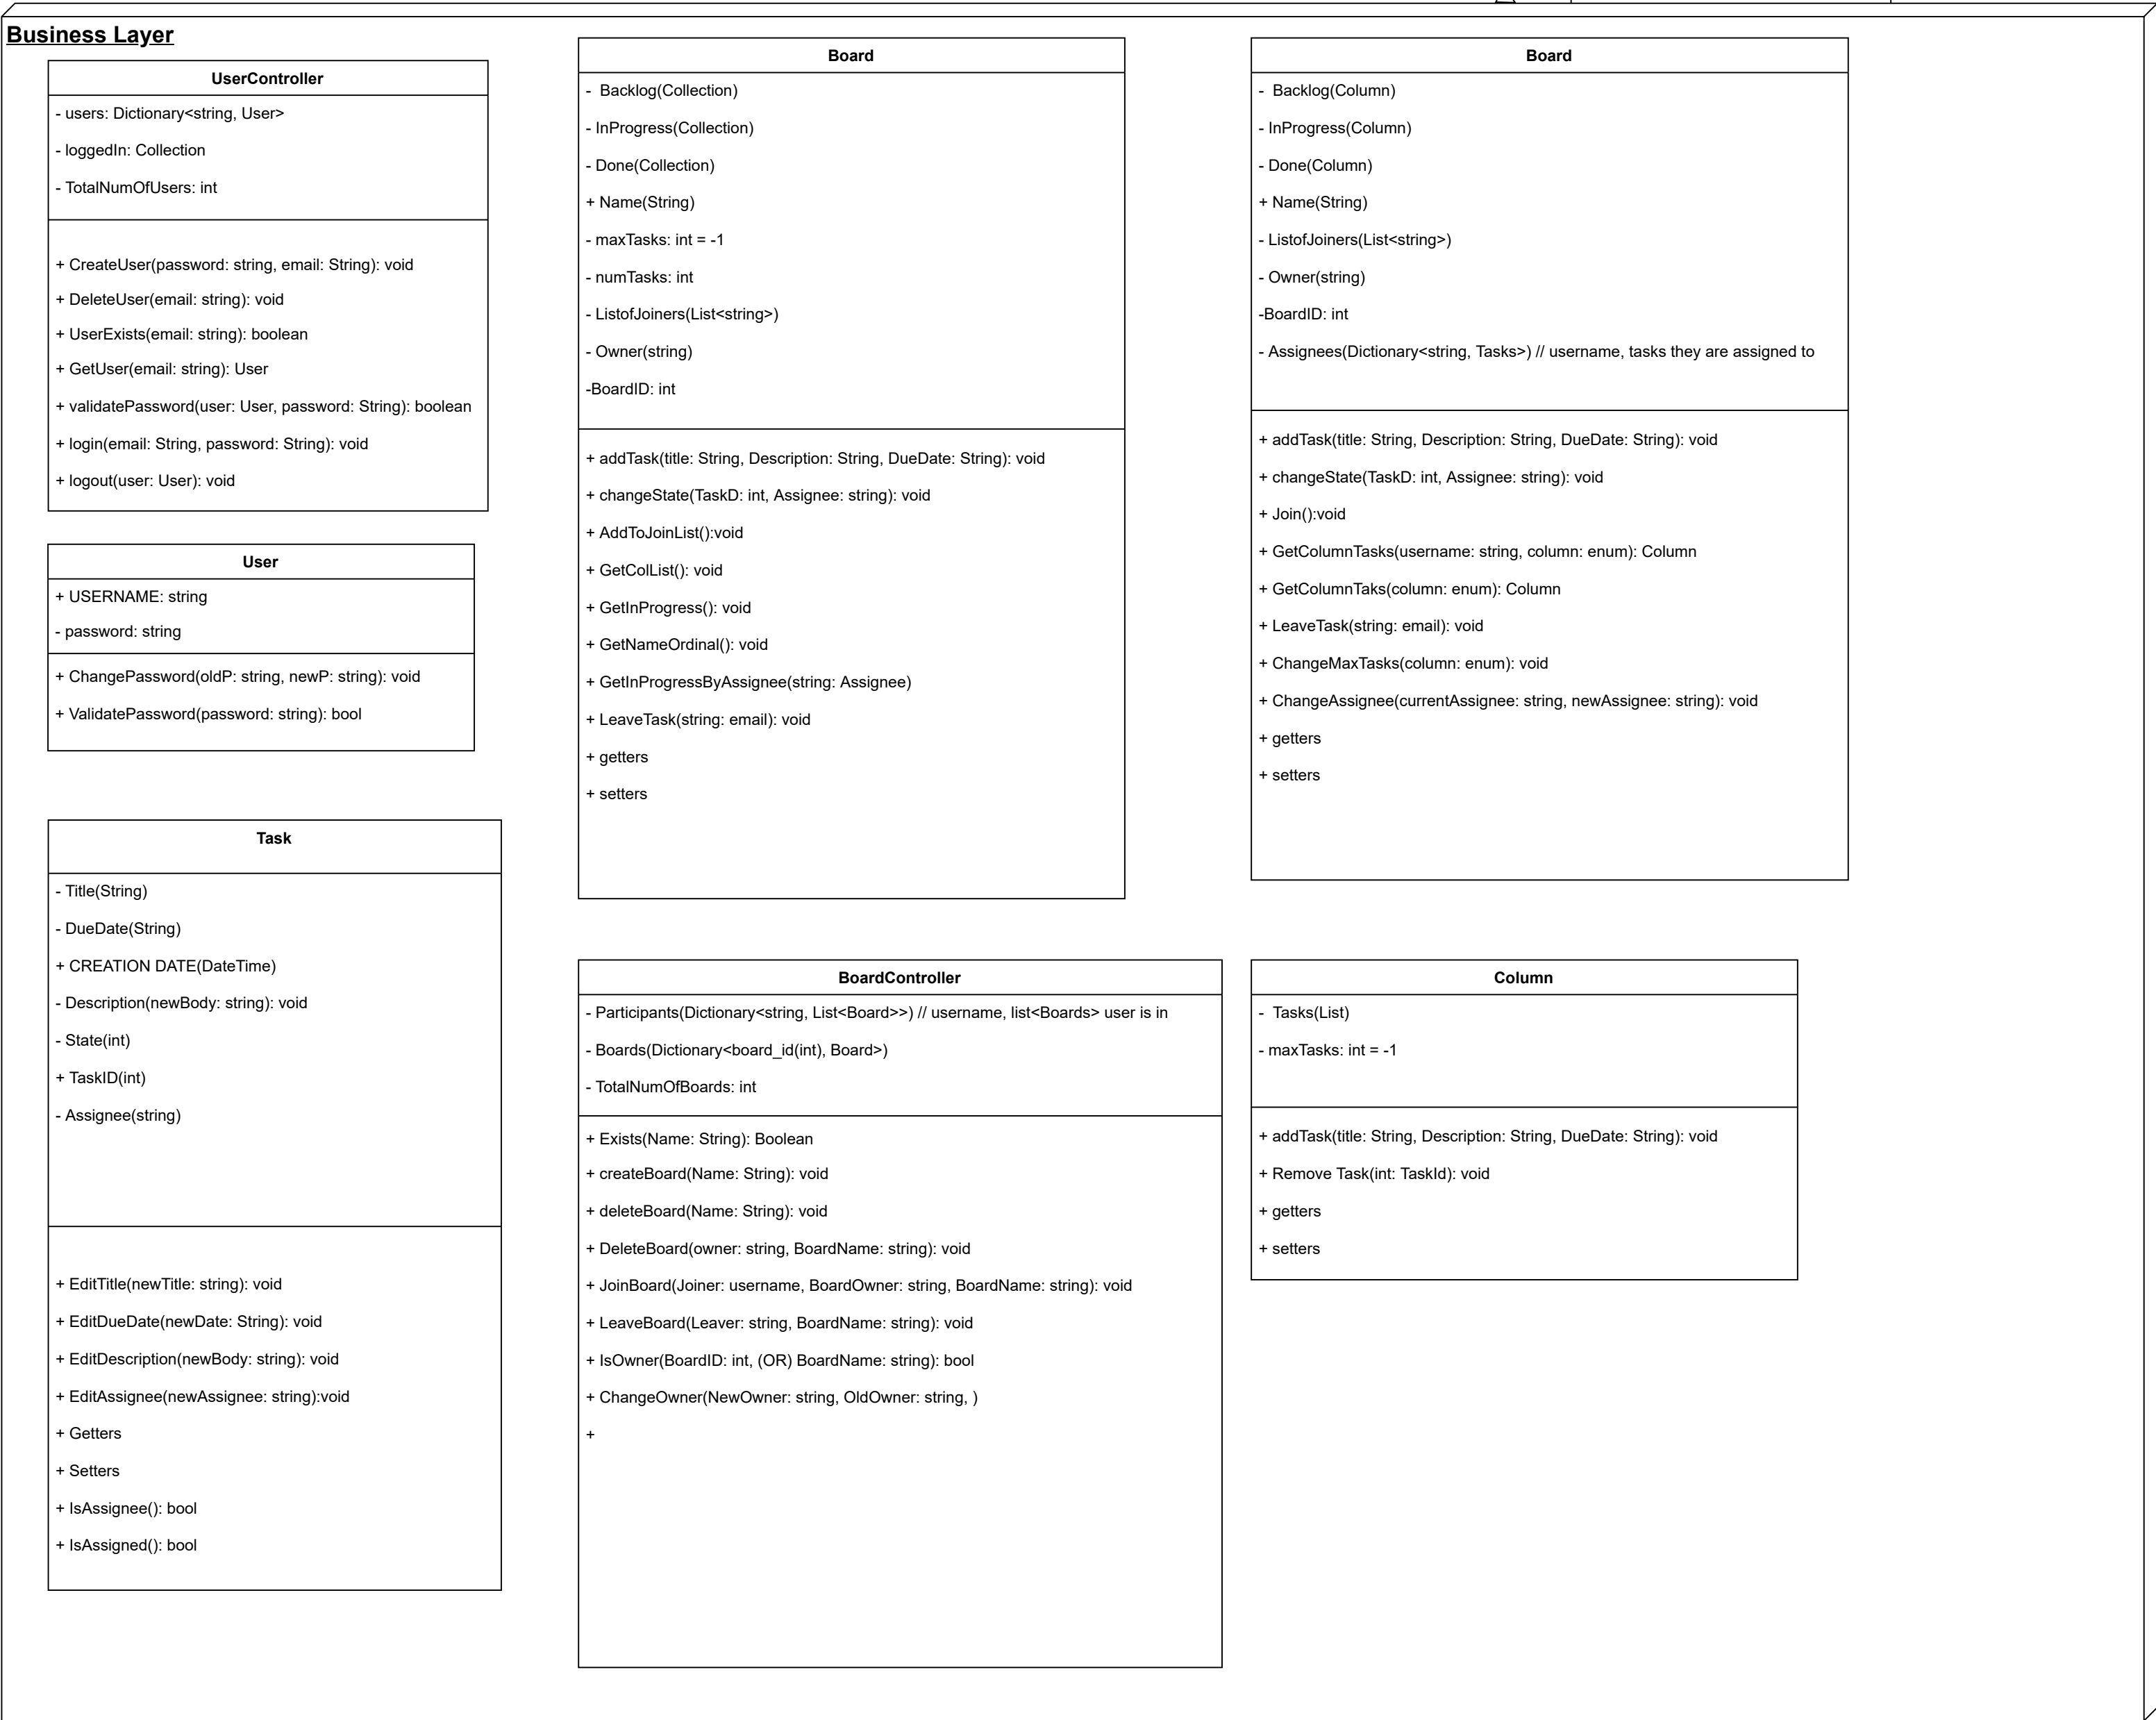 Business Layer
UserController
- users: Dictionary<string, User>
- loggedIn: Collection
- TotalNumOfUsers: int
+ CreateUser(password: string, email: String): void
+ DeleteUser(email: string): void
+ UserExists(email: string): boolean
+ GetUser(email: string): User
+ validatePassword(user: User, password: String): boolean
+ login(email: String, password: String): void
+ logout(user: User): void
User
+ USERNAME: string
- password: string
+ ChangePassword(oldP: string, newP: string): void
+ ValidatePassword(password: string): bool
Task
- Title(String)
- DueDate(String)
+ CREATION DATE(DateTime)
- Description(newBody: string): void
- State(int)
+ TaskID(int)
- Assignee(string)
+ EditTitle(newTitle: string): void
+ EditDueDate(newDate: String): void
+ EditDescription(newBody: string): void
+ EditAssignee(newAssignee: string):void
+ Getters
+ Setters
+ IsAssignee(): bool
+ IsAssigned(): bool
Board
- Backlog(Collection)
- InProgress(Collection)
- Done(Collection)
+ Name(String)
- maxTasks: int = -1
- numTasks: int
- ListofJoiners(List<string>)
- Owner(string)
-BoardID: int
+ addTask(title: String, Description: String, DueDate: String): void
+ changeState(TaskD: int, Assignee: string): void
+ AddToJoinList():void
+ GetColList(): void
+ GetInProgress(): void
+ GetNameOrdinal(): void
+ GetInProgressByAssignee(string: Assignee)
+ LeaveTask(string: email): void
+ getters
+ setters
Board
- Backlog(Column)
- InProgress(Column)
- Done(Column)
+ Name(String)
- ListofJoiners(List<string>)
- Owner(string)
-BoardID: int
- Assignees(Dictionary<string, Tasks>) // username, tasks they are assigned to
+ addTask(title: String, Description: String, DueDate: String): void
+ changeState(TaskD: int, Assignee: string): void
+ Join():void
+ GetColumnTasks(username: string, column: enum): Column
+ GetColumnTaks(column: enum): Column
+ LeaveTask(string: email): void
+ ChangeMaxTasks(column: enum): void
+ ChangeAssignee(currentAssignee: string, newAssignee: string): void
+ getters
+ setters
BoardController
- Participants(Dictionary<string, List<Board>>) // username, list<Boards> user is in
- Boards(Dictionary<board_id(int), Board>)
- TotalNumOfBoards: int
+ Exists(Name: String): Boolean
+ createBoard(Name: String): void
+ deleteBoard(Name: String): void
+ DeleteBoard(owner: string, BoardName: string): void
+ JoinBoard(Joiner: username, BoardOwner: string, BoardName: string): void
+ LeaveBoard(Leaver: string, BoardName: string): void
+ IsOwner(BoardID: int, (OR) BoardName: string): bool
+ ChangeOwner(NewOwner: string, OldOwner: string, )
+
Column
- Tasks(List)
- maxTasks: int = -1
+ addTask(title: String, Description: String, DueDate: String): void
+ Remove Task(int: TaskId): void
+ getters
+ setters